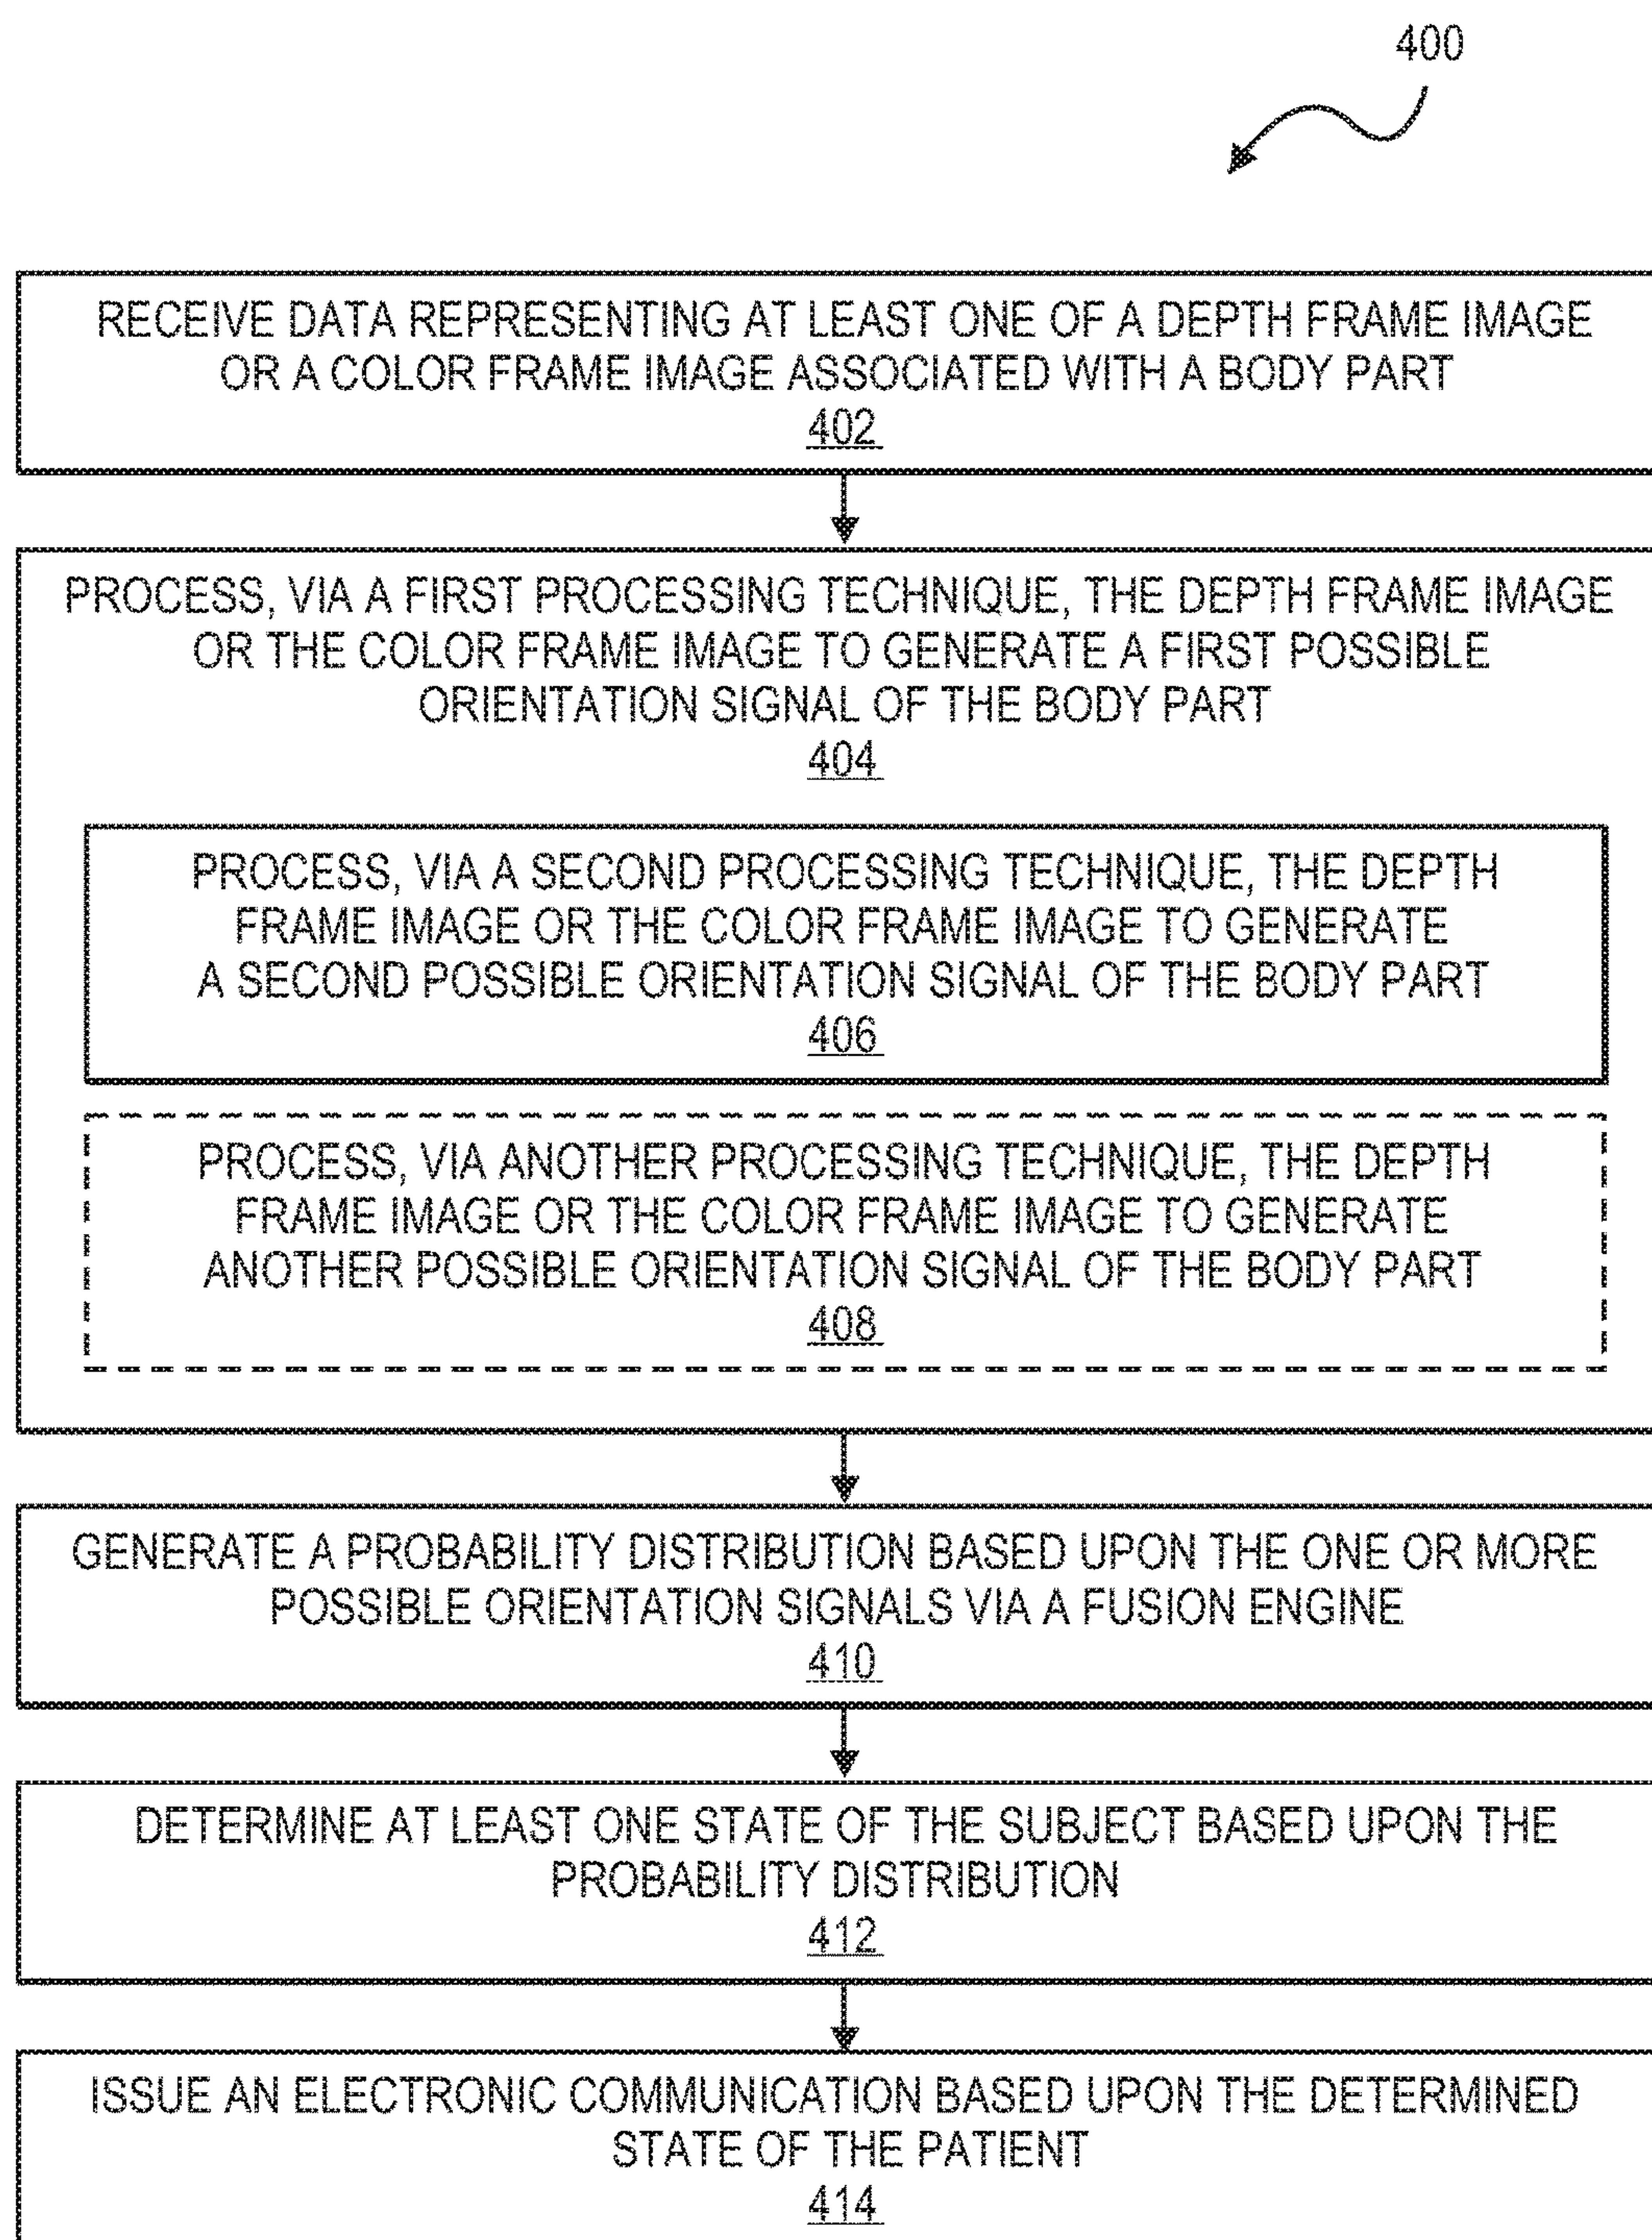 400
RECEIVE DATA REPRESENTING AT LEAST ONE OF A DEPTH FRAME IMAGE
OR A COLOR FRAME IMAGE ASSOCIATED WITH A BODY PART
402
PROCESS, VIA A FIRST PROCESSING TECHNIQUE, THE DEPTH FRAME IMAGE
OR THE COLOR FRAME IMAGE TO GENERATE A FIRST POSSIBLE
ORIENTATION SIGNAL OF THE BODY PART
404
PROCESS, VIA A SECOND PROCESSING TECHNIQUE, THE DEPTH
FRAME IMAGE OR THE COLOR FRAME IMAGE TO GENERATE
A SECOND POSSIBLE ORIENTATION SIGNAL OF THE BODY PART
406
PROCESS, VIA ANOTHER PROCESSING TECHNIQUE, THE DEPTH
FRAME IMAGE OR THE COLOR FRAME IMAGE TO GENERATE
ANOTHER POSSIBLE ORIENTATION SIGNAL OF THE BODY PART
408
GENERATE A PROBABILITY DISTRIBUTION BASED UPON THE ONE OR MORE
POSSIBLE ORIENTATION SIGNALS VIA A FUSION ENGINE
410
DETERMINE AT LEAST ONE STATE OF THE SUBJECT BASED UPON THE
PROBABILITY DISTRIBUTION
412
ISSUE AN ELECTRONIC COMMUNICATION BASED UPON THE DETERMINED
STATE OF THE PATIENT
414